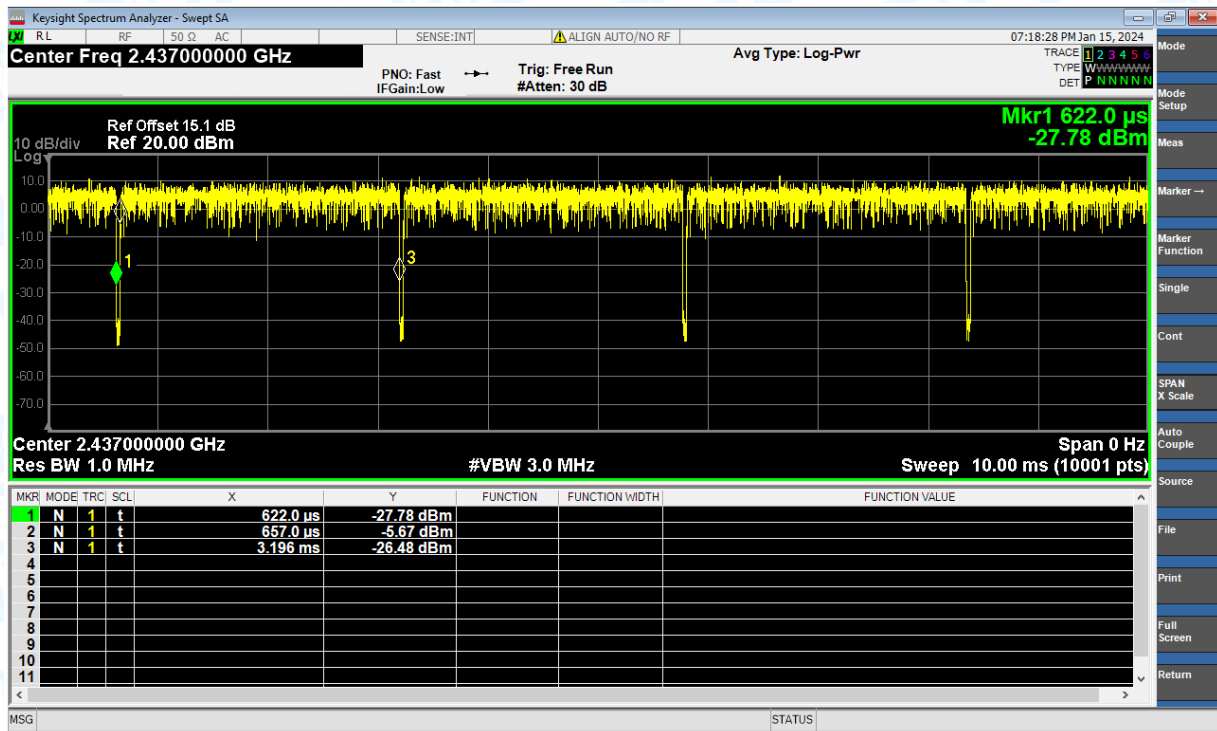 Keysight Spectrum Analyzer - Swept SA
LXI RL RF 50 Ω AC SENSE:INT ALIGN AUTO/NO RF 07:18:28 PM Jan 15, 2024
Center Freq 2.437000000 GHz
Avg Type: Log-Pwr
TRACE 1 2 3 4 5 6
TYPE WWWWWW
DET P N N N N N
PNO: Fast
IFGain:Low
Trig: Free Run
#Atten: 30 dB
Mkr1 622.0 µs
-27.78 dBm
Ref Offset 15.1 dB
10 dB/div Ref 20.00 dBm
Log
10.0
0.00
-10.0
-20.0
-30.0
-40.0
-50.0
-60.0
-70.0
1
3
Center 2.437000000 GHz Span 0 Hz
Res BW 1.0 MHz #VBW 3.0 MHz Sweep 10.00 ms (10001 pts)
MKR MODE TRC SCL X Y FUNCTION FUNCTION WIDTH FUNCTION VALUE
1 N 1 t 622.0 µs -27.78 dBm
2 N 1 t 657.0 µs -5.67 dBm
3 N 1 t 3.196 ms -26.48 dBm
4
5
6
7
8
9
10
11
MSG STATUS
Mode
Mode
Setup
Meas
Marker →
Marker
Function
Single
Cont
SPAN
X Scale
Auto
Couple
Source
File
Print
Full
Screen
Return